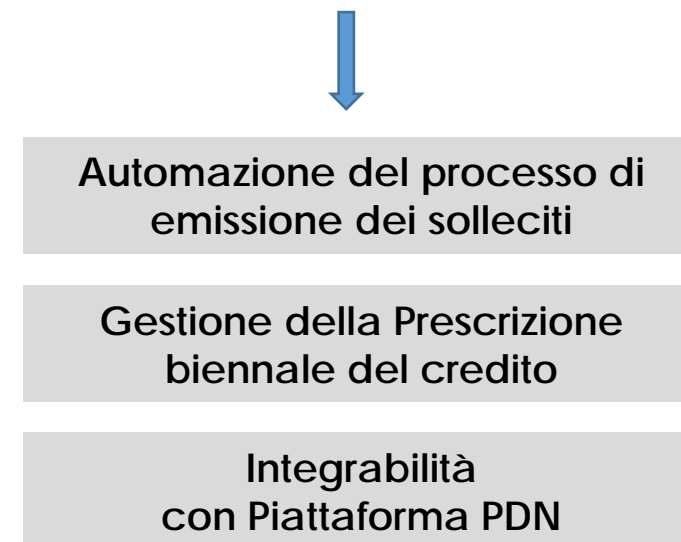 Automazione del processo di
emissione dei solleciti
Gestione della Prescrizione
biennale del credito
Integrabilità
con Piattaforma PDN